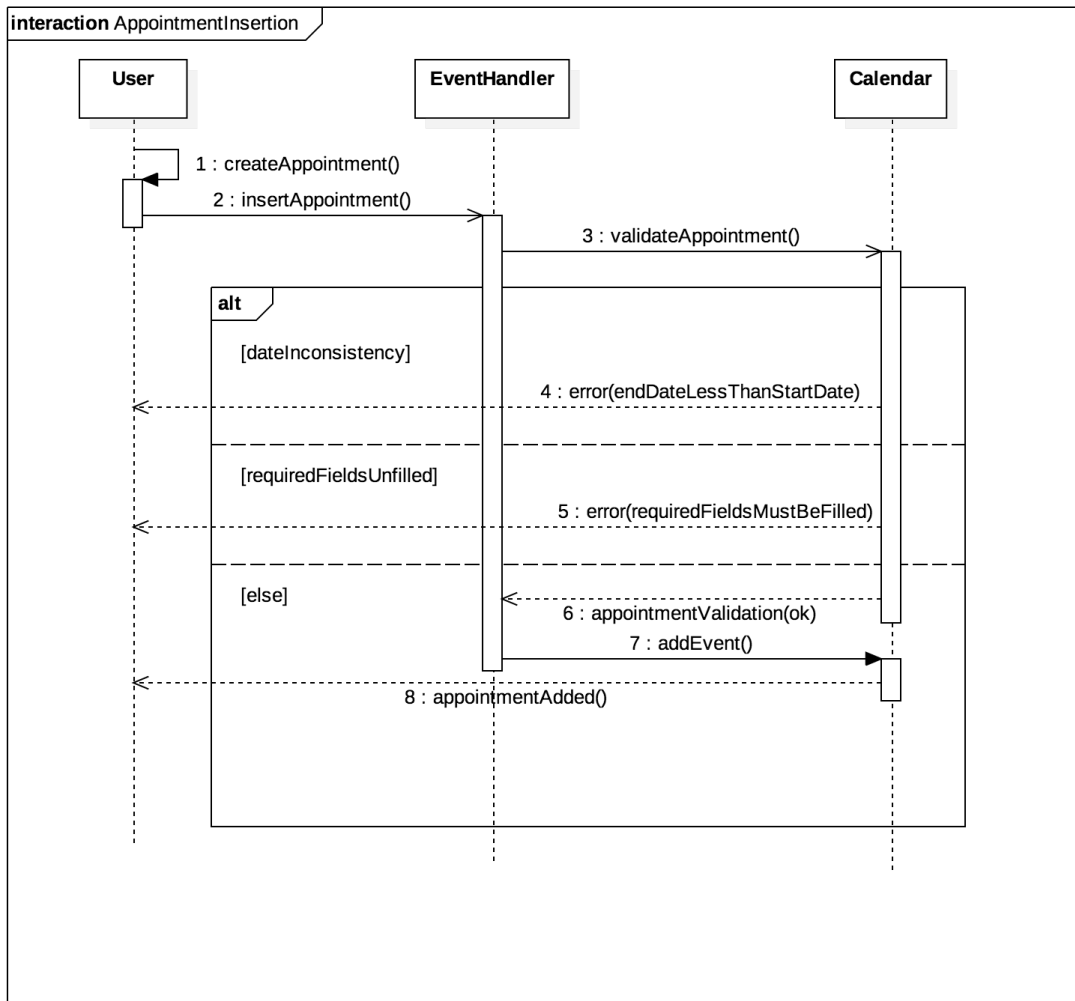 interaction AppointmentInsertion
User
EventHandler
Calendar
1 : createAppointment()
2 : insertAppointment()
3 : validateAppointment()
alt
[dateInconsistency]
4 : error(endDateLessThanStartDate)
[requiredFieldsUnfilled]
5 : error(requiredFieldsMustBeFilled)
[else]
6 : appointmentValidation(ok)
7 : addEvent()
8 : appointmentAdded()